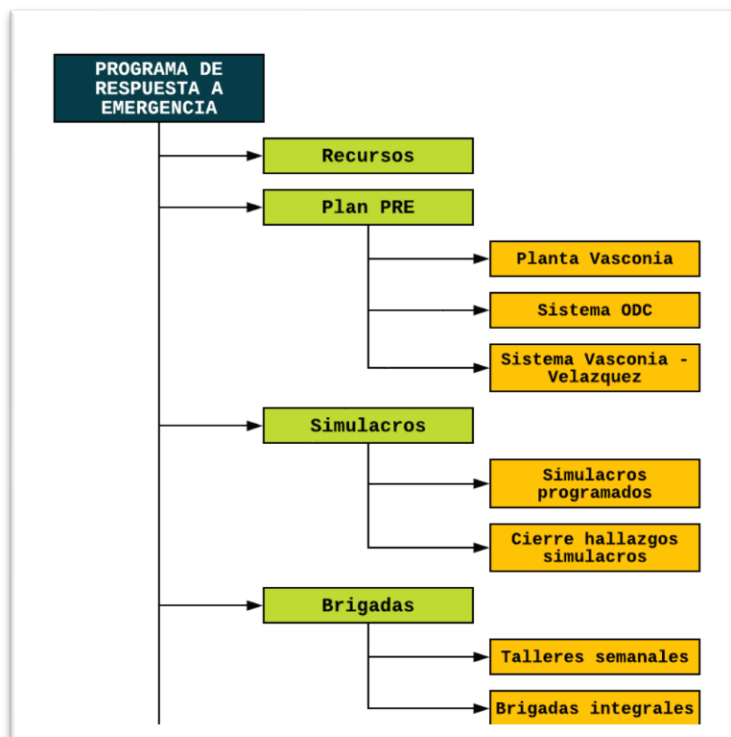 PROGRAMA DE
RESPUESTA A
EMERGENCIA
Recursos
Plan PRE
Planta Vasconia
Sistema ODC
Sistema Vasconia -
Velazquez
Simulacros
Simulacros
programados
Cierre hallazgos
simulacros
Brigadas
Talleres semanales
Brigadas integrales